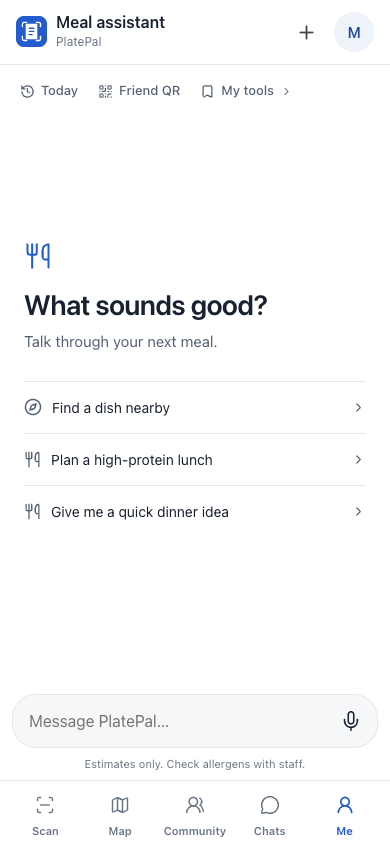 Meal assistant
PlatePal
M
Today
Friend QR
My tools
What sounds good?
Talk through your next meal.
Find a dish nearby
Plan a high-protein lunch
Give me a quick dinner idea
Message PlatePal...
Estimates only. Check allergens with staff.
Scan
Map
Community
Chats
Me